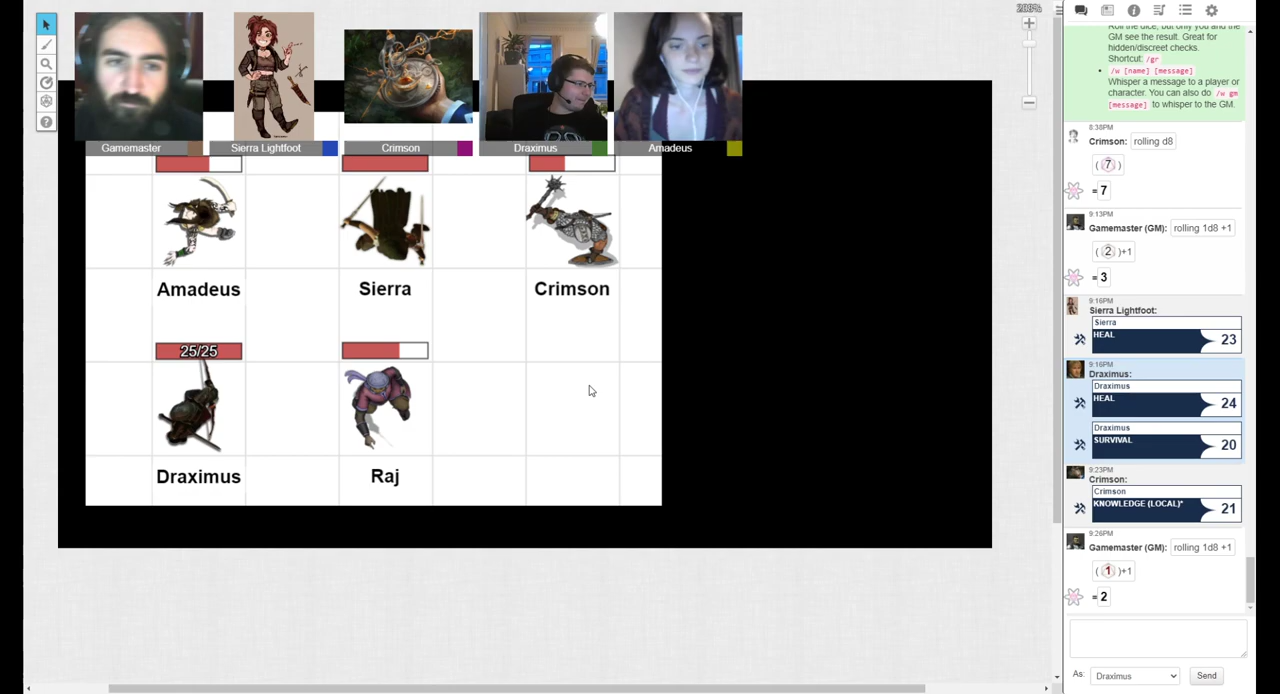 208%
Gamemaster
Sierra Lightfoot
Crimson
Draximus
Amadeus
Amadeus
Sierra
Crimson
25/25
Draximus
Raj
Roll the dice, but only you and the
GM see the result. Great for
hidden/discreet checks.
Shortcut: /gr
• /w [name] [message]
Whisper a message to a player or
character. You can also do /w gm
[message] to whisper to the GM.
8:38PM
Crimson: rolling d8
( 7 )
= 7
9:13PM
Gamemaster (GM): rolling 1d8 +1
( 2 )+1
= 3
9:16PM
Sierra Lightfoot:
Sierra
HEAL 23
9:16PM
Draximus:
Draximus
HEAL 24
Draximus
SURVIVAL 20
9:23PM
Crimson:
Crimson
KNOWLEDGE (LOCAL)* 21
9:26PM
Gamemaster (GM): rolling 1d8 +1
( 1 )+1
= 2
As: Draximus Send